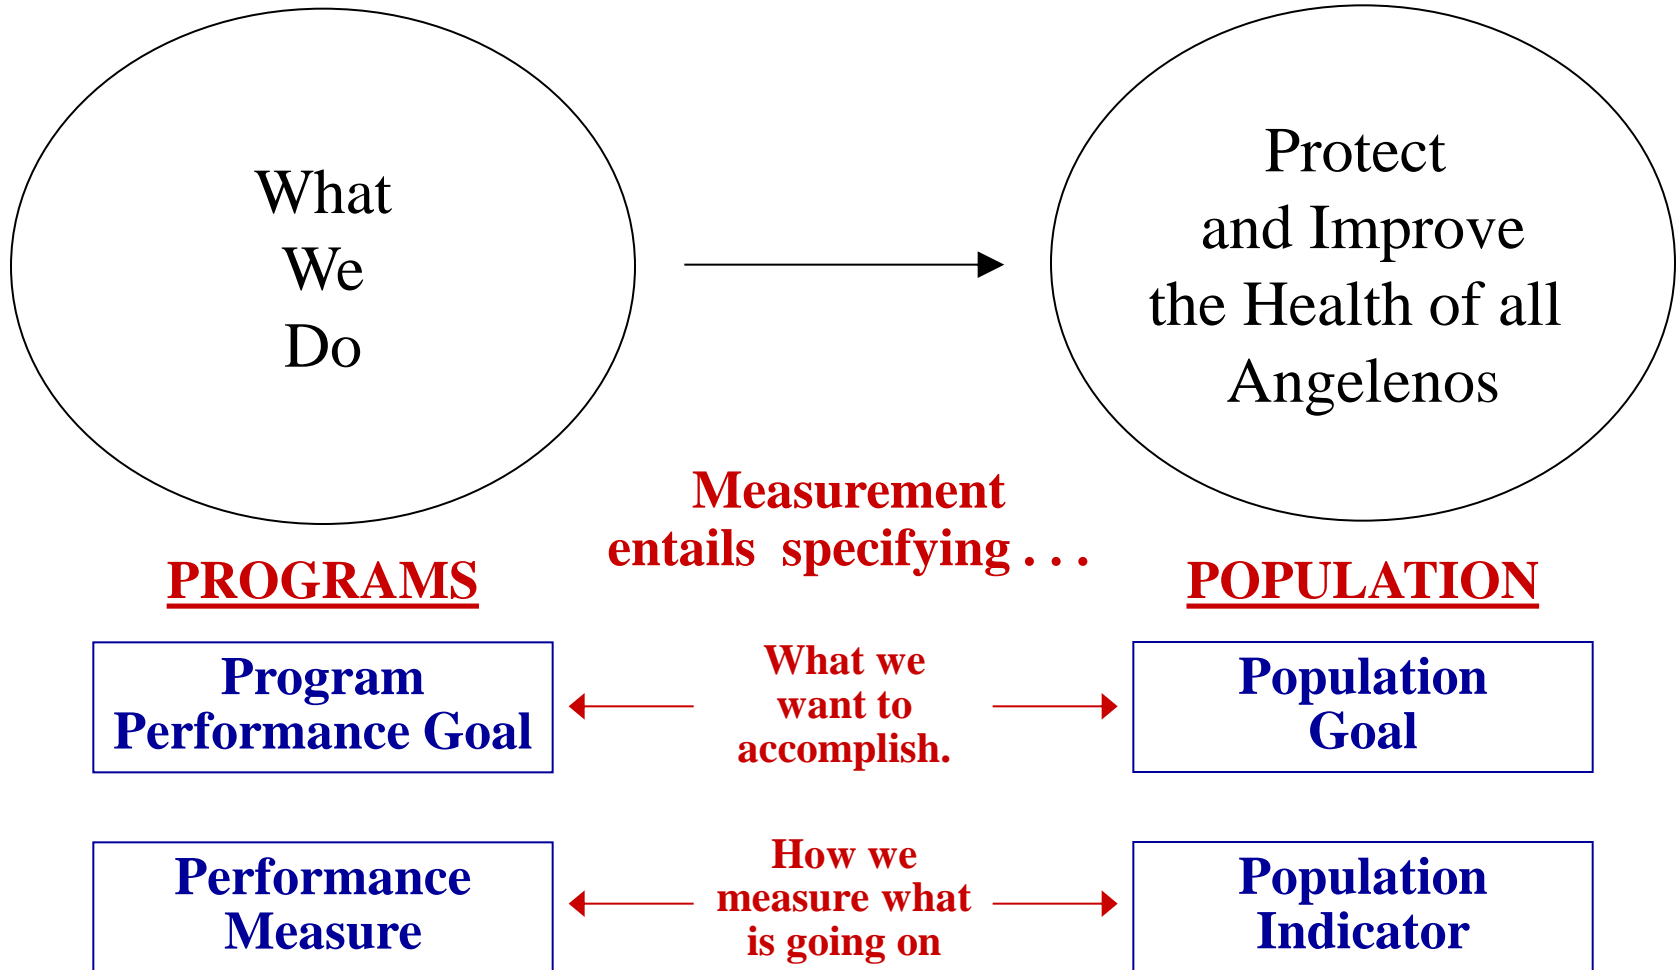 What
We
Do
Protect
and Improve
the Health of all
Angelenos
Measurement
entails specifying . . .
PROGRAMS
POPULATION
Program
Performance Goal
What we
want to
accomplish.
Population
Goal
Performance
Measure
How we
measure what
is going on
Population
Indicator